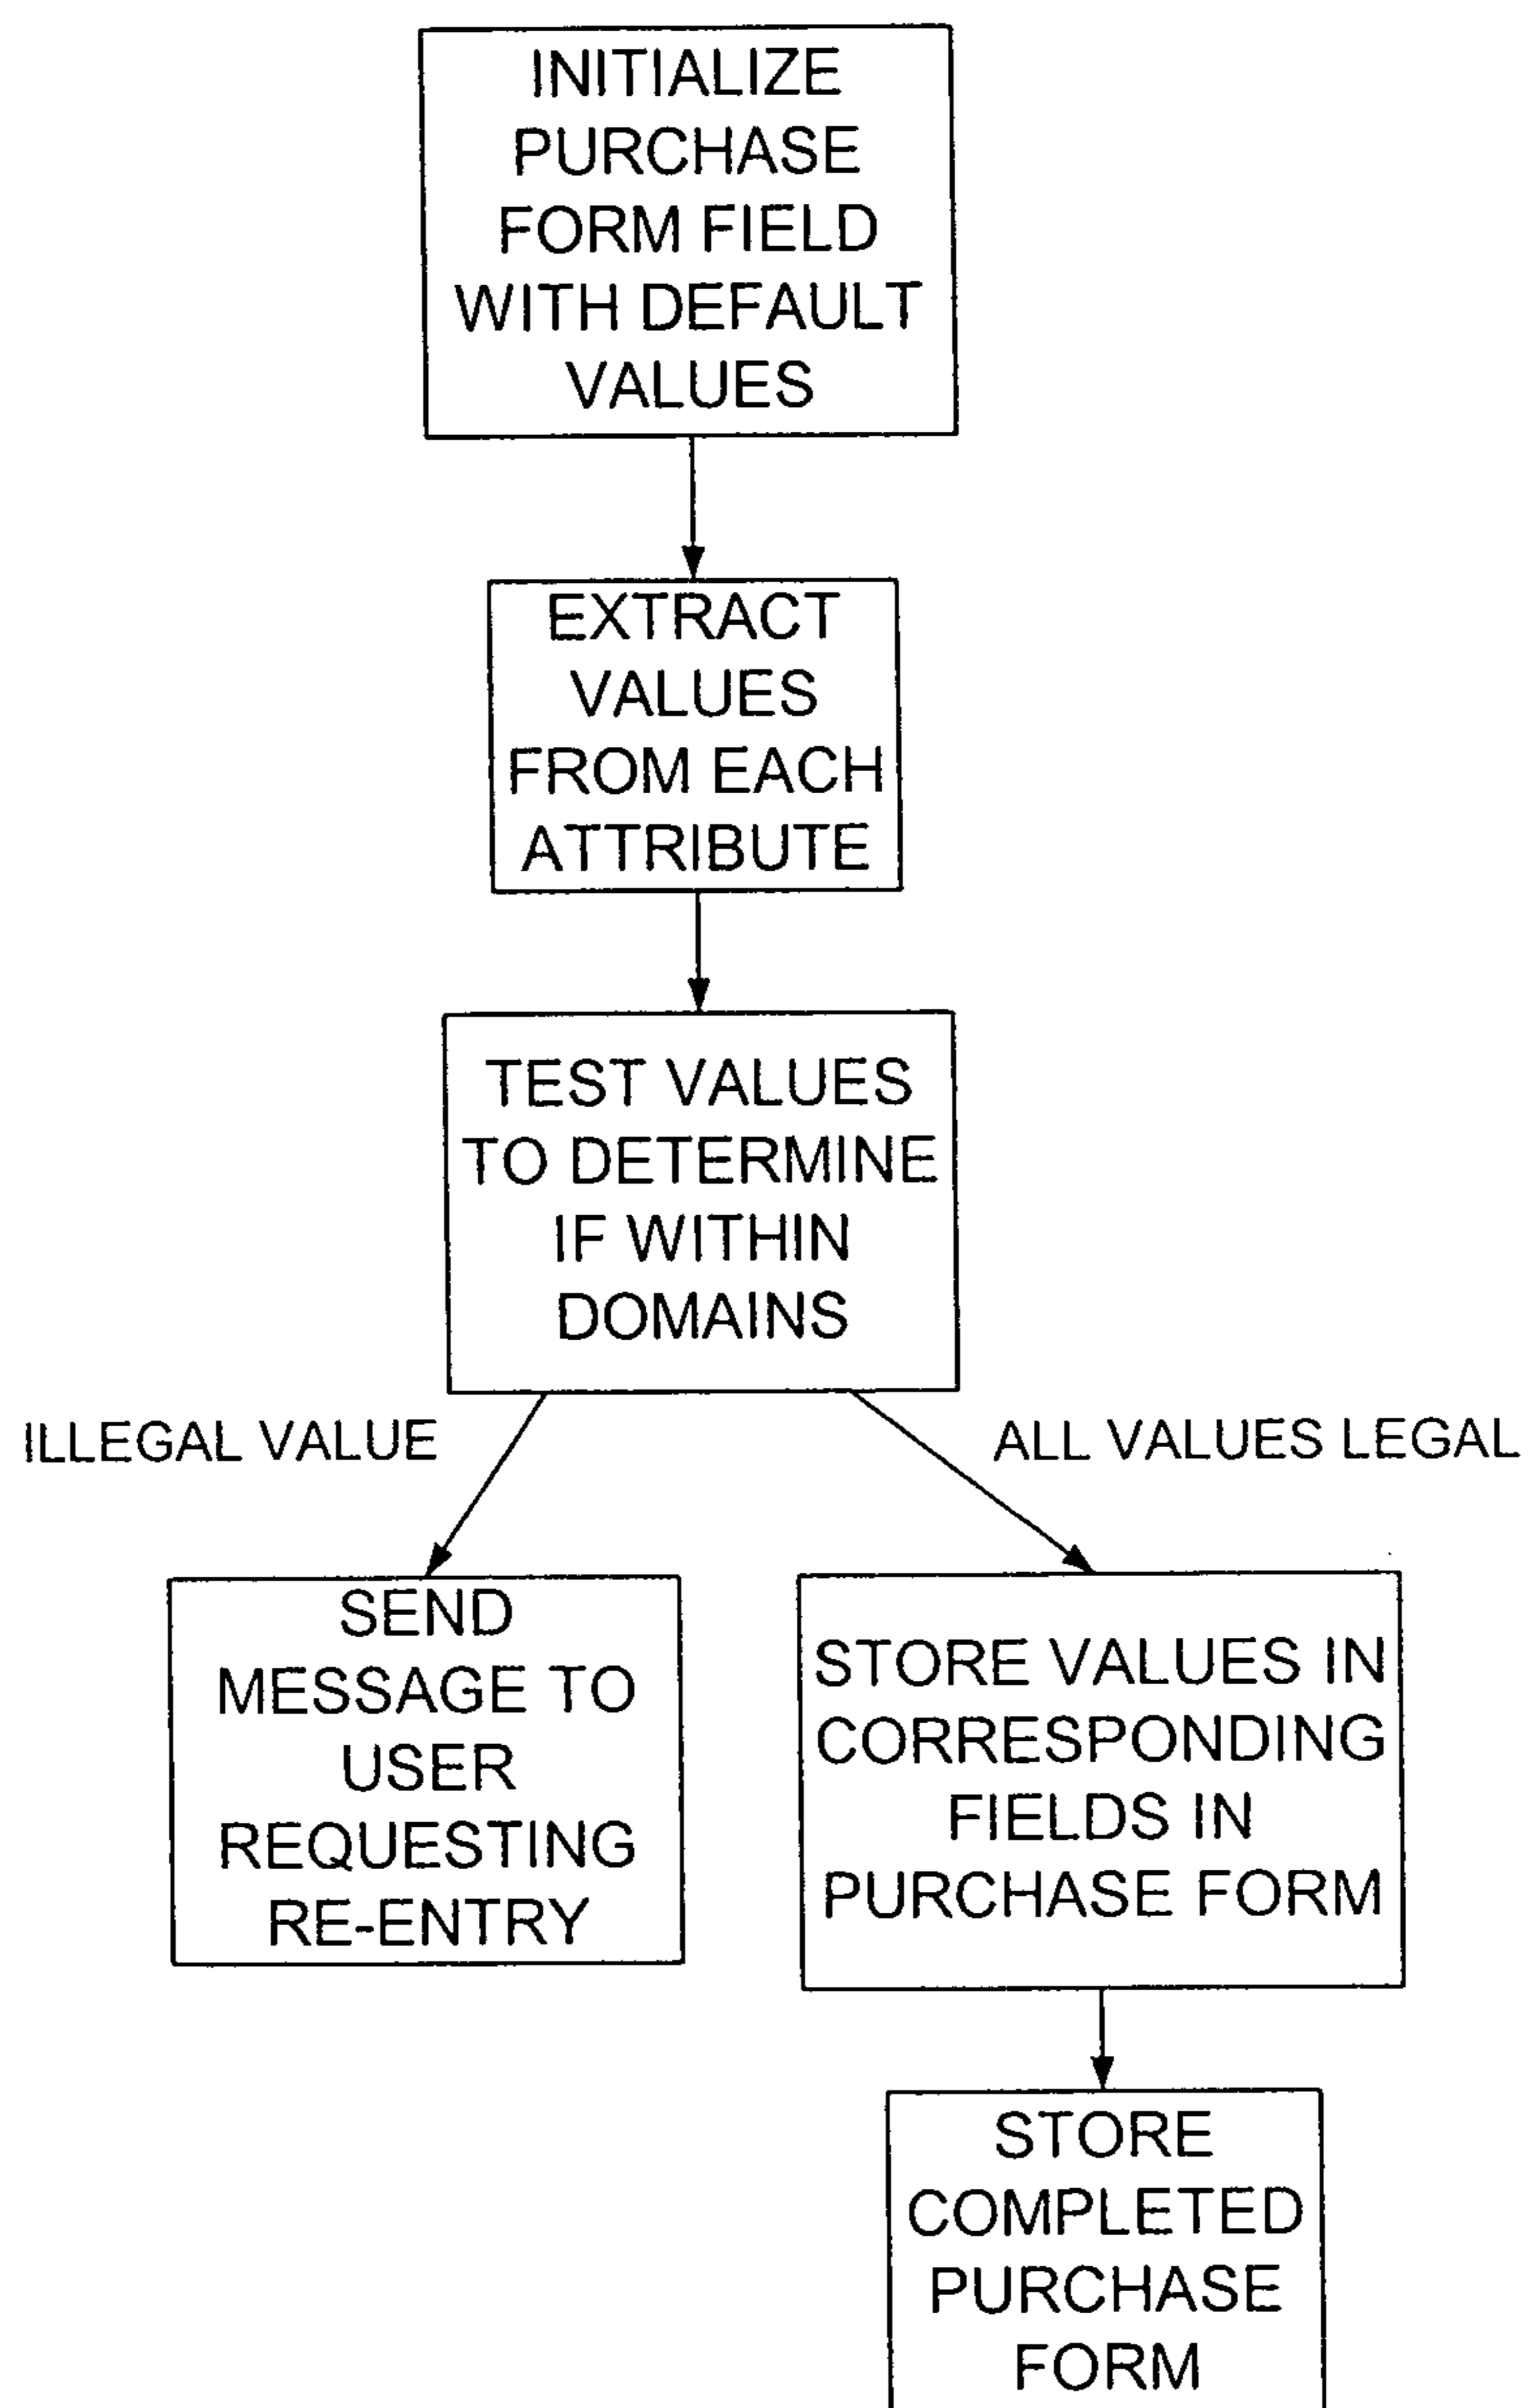 INITIALIZE
PURCHASE
FORM FIELD
WITH DEFAULT
VALUES
EXTRACT
VALUES
FROM EACH
ATTRIBUTE
TEST VALUES
TO DETERMINE
IF WITHIN
DOMAINS
ILLEGAL VALUE
ALL VALUES LEGAL
SEND
MESSAGE TO
USER
REQUESTING
RE-ENTRY
STORE VALUES IN
CORRESPONDING
FIELDS IN
PURCHASE FORM
STORE
COMPLETED
PURCHASE
FORM